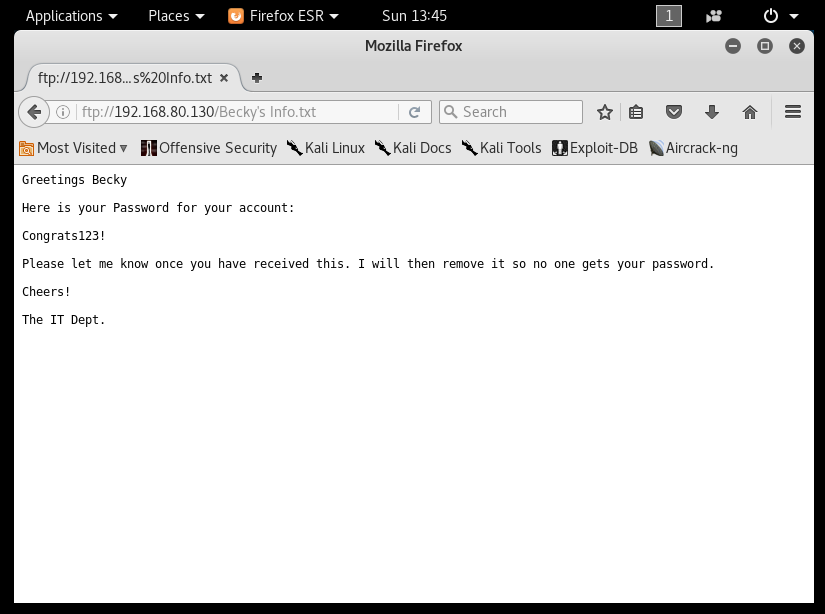 Applications Places Firefox ESR Sun 13:45 1
Mozilla Firefox
ftp://192.168...s%20Info.txt
ftp://192.168.80.130/Becky's Info.txt Search
Most Visited Offensive Security Kali Linux Kali Docs Kali Tools Exploit-DB Aircrack-ng
Greetings Becky
Here is your Password for your account:
Congrats123!
Please let me know once you have received this. I will then remove it so no one gets your password.
Cheers!
The IT Dept.